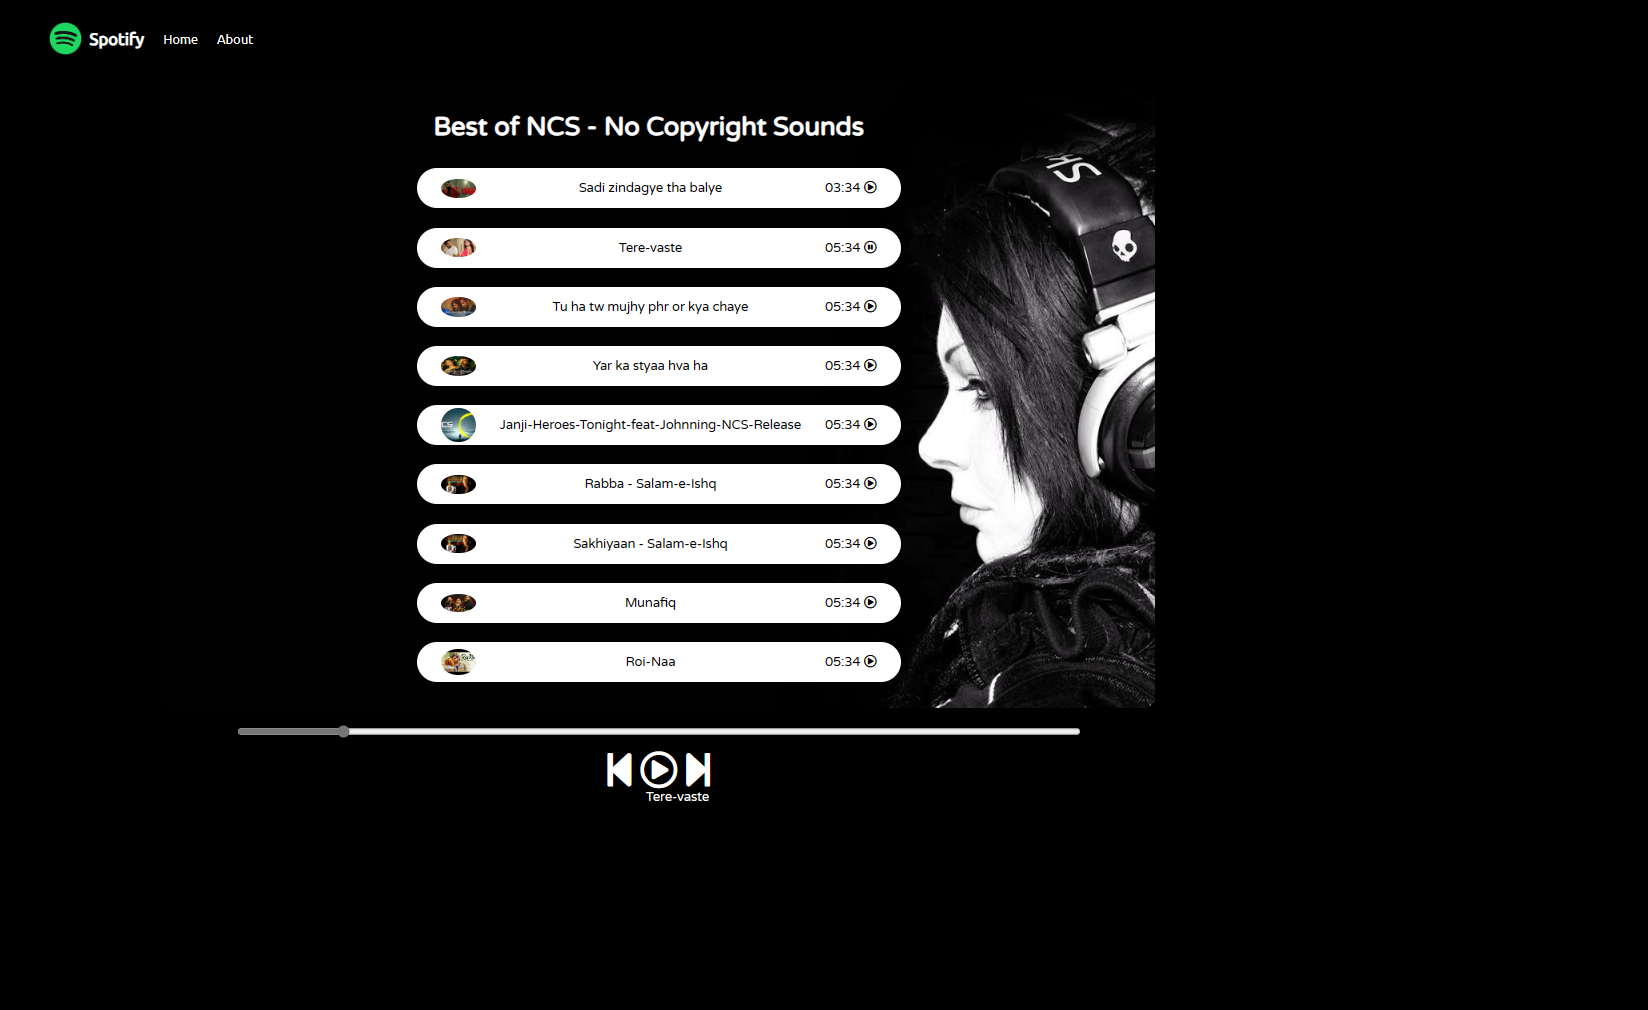 Spotify Home About
Best of NCS - No Copyright Sounds
Sadi zindagye tha balye 03:34
Tere-vaste 05:34
Tu ha tw mujhy phr or kya chaye 05:34
Yar ka styaa hva ha 05:34
Janji-Heroes-Tonight-feat-Johnning-NCS-Release 05:34
Rabba - Salam-e-Ishq 05:34
Sakhiyaan - Salam-e-Ishq 05:34
Munafiq 05:34
Roi-Naa 05:34
Tere-vaste